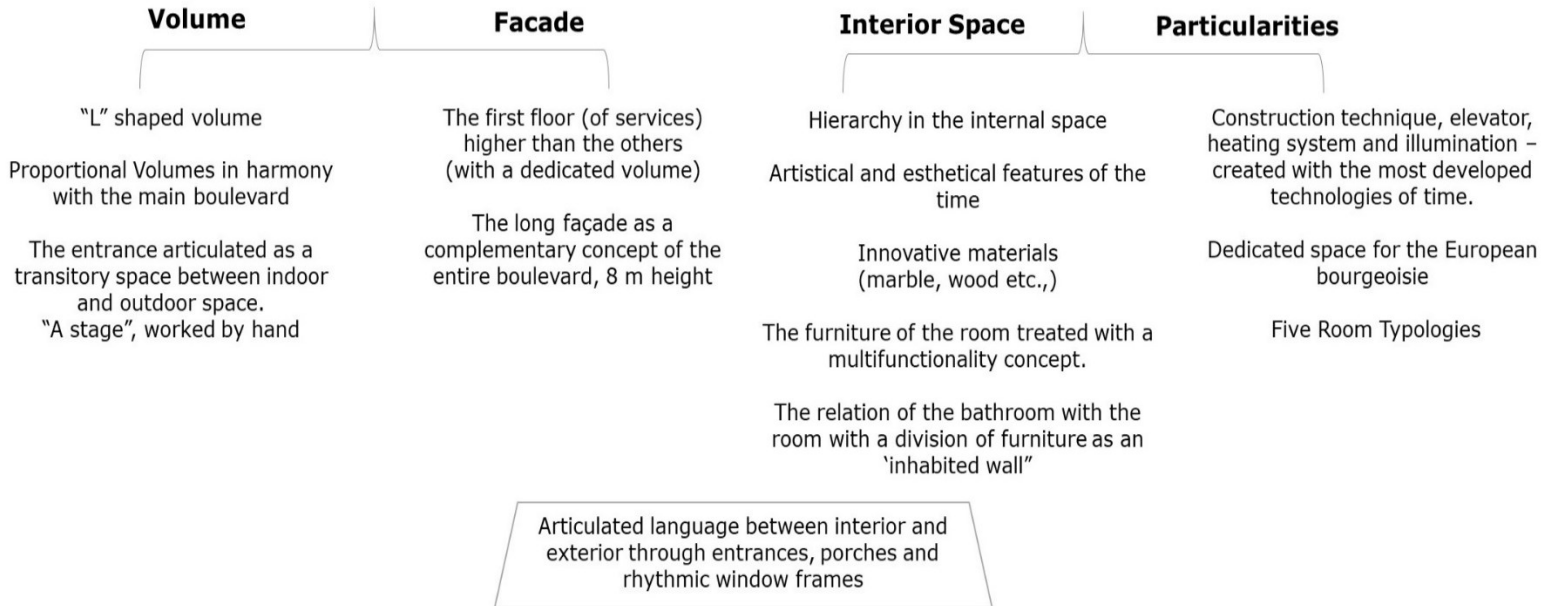 Volume
Facade
Interior Space
Particularities
"L" shaped volume
Proportional Volumes in harmony
with the main boulevard
The entrance articulated as a
transitory space between indoor
and outdoor space.
"A stage", worked by hand
The first floor (of services)
higher than the others
(with a dedicated volume)
The long façade as a
complementary concept of the
entire boulevard, 8 m height
Hierarchy in the internal space
Artistical and esthetical features of the
time
Innovative materials
(marble, wood etc.,)
The furniture of the room treated with a
multifunctionality concept.
The relation of the bathroom with the
room with a division of furniture as an
‘inhabited wall”
Construction technique, elevator,
heating system and illumination –
created with the most developed
technologies of time.
Dedicated space for the European
bourgeoisie
Five Room Typologies
Articulated language between interior and
exterior through entrances, porches and
rhythmic window frames